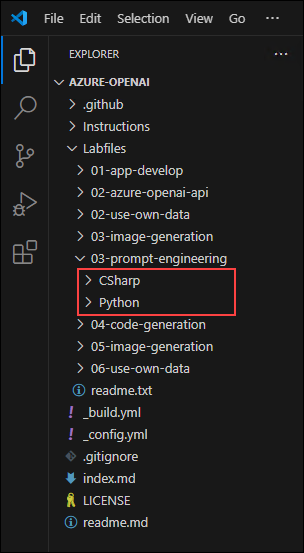 File Edit Selection View Go
EXPLORER
AZURE-OPENAI
.github
Instructions
Labfiles
01-app-develop
02-azure-openai-api
02-use-own-data
03-image-generation
03-prompt-engineering
CSharp
Python
04-code-generation
05-image-generation
06-use-own-data
readme.txt
_build.yml
_config.yml
.gitignore
index.md
LICENSE
readme.md